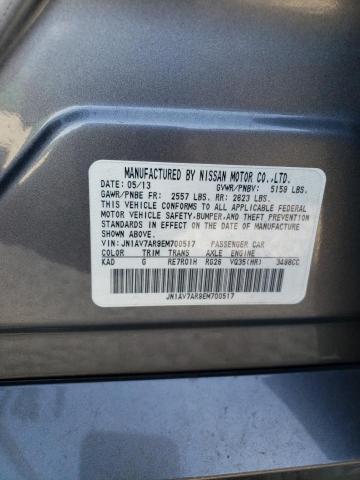 MANUFACTURED BY NISSAN MOTOR CO.,LTD.
DATE: 05/13 GVWR/PNBV: 5159 LBS.
GAWR/PNBE FR: 2557 LBS. RR: 2623 LBS.
THIS VEHICLE CONFORMS TO ALL APPLICABLE FEDERAL
MOTOR VEHICLE SAFETY,BUMPER,AND THEFT PREVENTION
STANDARDS IN EFFECT ON THE DATE OF MANUFACTURE
SHOWN ABOVE.
VIN: JN1AV7AR9EM700517 PASSENGER CAR
COLOR TRIM TRANS AXLE ENGINE
KAD G RE7R01H RG26 VQ35(HR) 3498CC
JN1AV7AR9EM700517